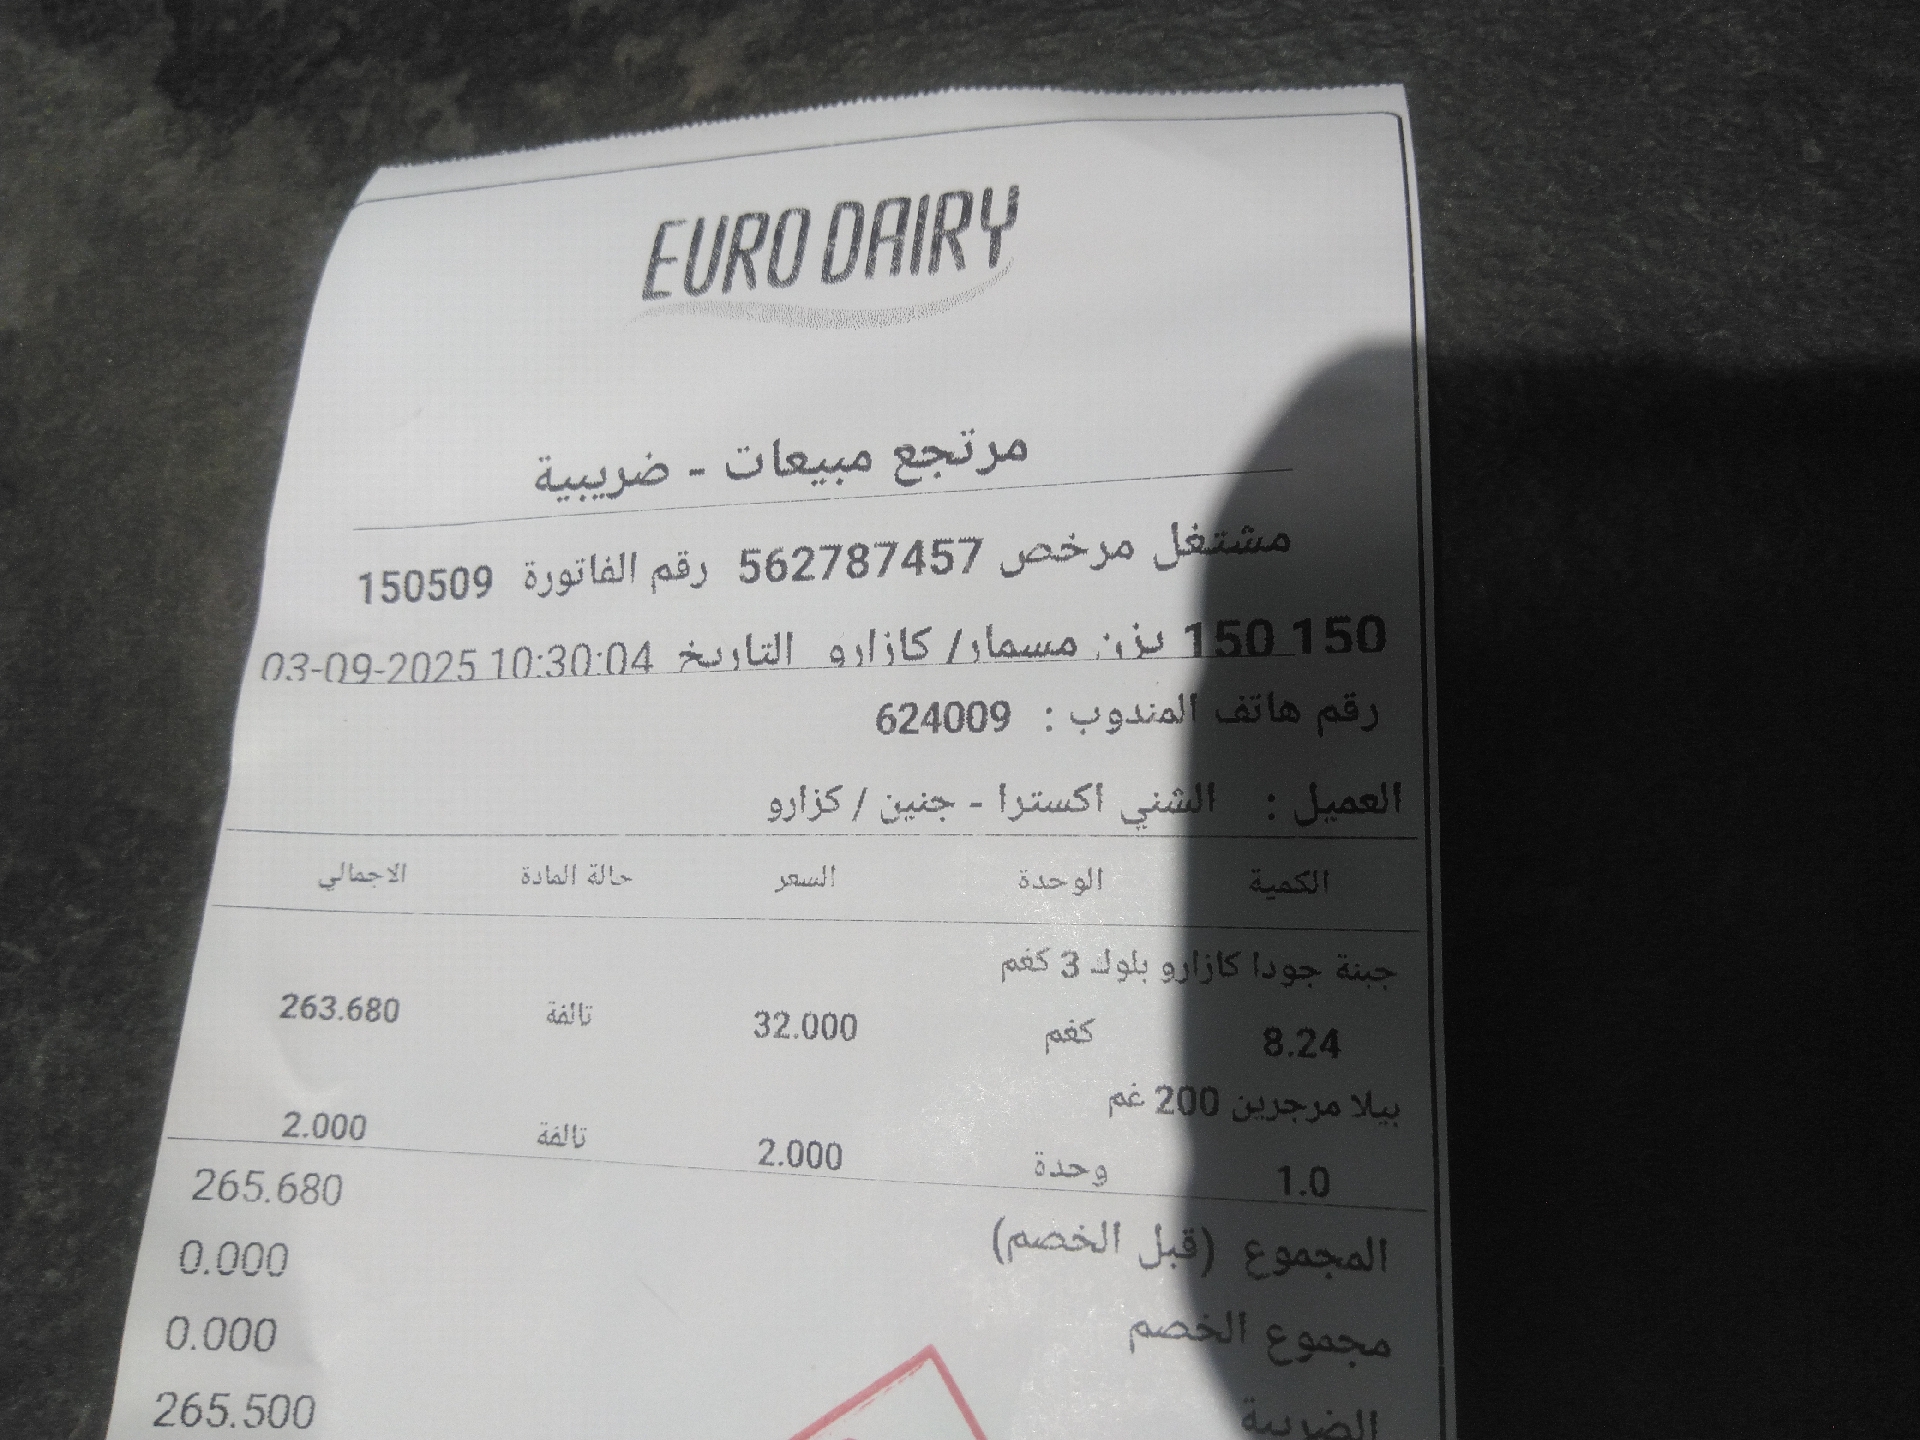 EURO DAIRY
مرتجع مبيعات - ضريبية
مشتغل مرخص 562787457 رقم الفاتورة 150509
150 150 يزن مسمار/ كازارو التاريخ 03-09-2025 10:30:04
رقم هاتف المندوب : 624009
العميل : الشني اكسترا - جنين / كزارو
الكمية الوحدة السعر حالة المادة الاجمالي
جبنة جودا كازارو بلوك 3 كغم
8.24 كغم 32.000 تالفة 263.680
بيلا مرجرين 200 غم
1.0 وحدة 2.000 تالفة 2.000
المجموع (قبل الخصم) 265.680
مجموع الخصم 0.000
الضريبة 0.000
265.500